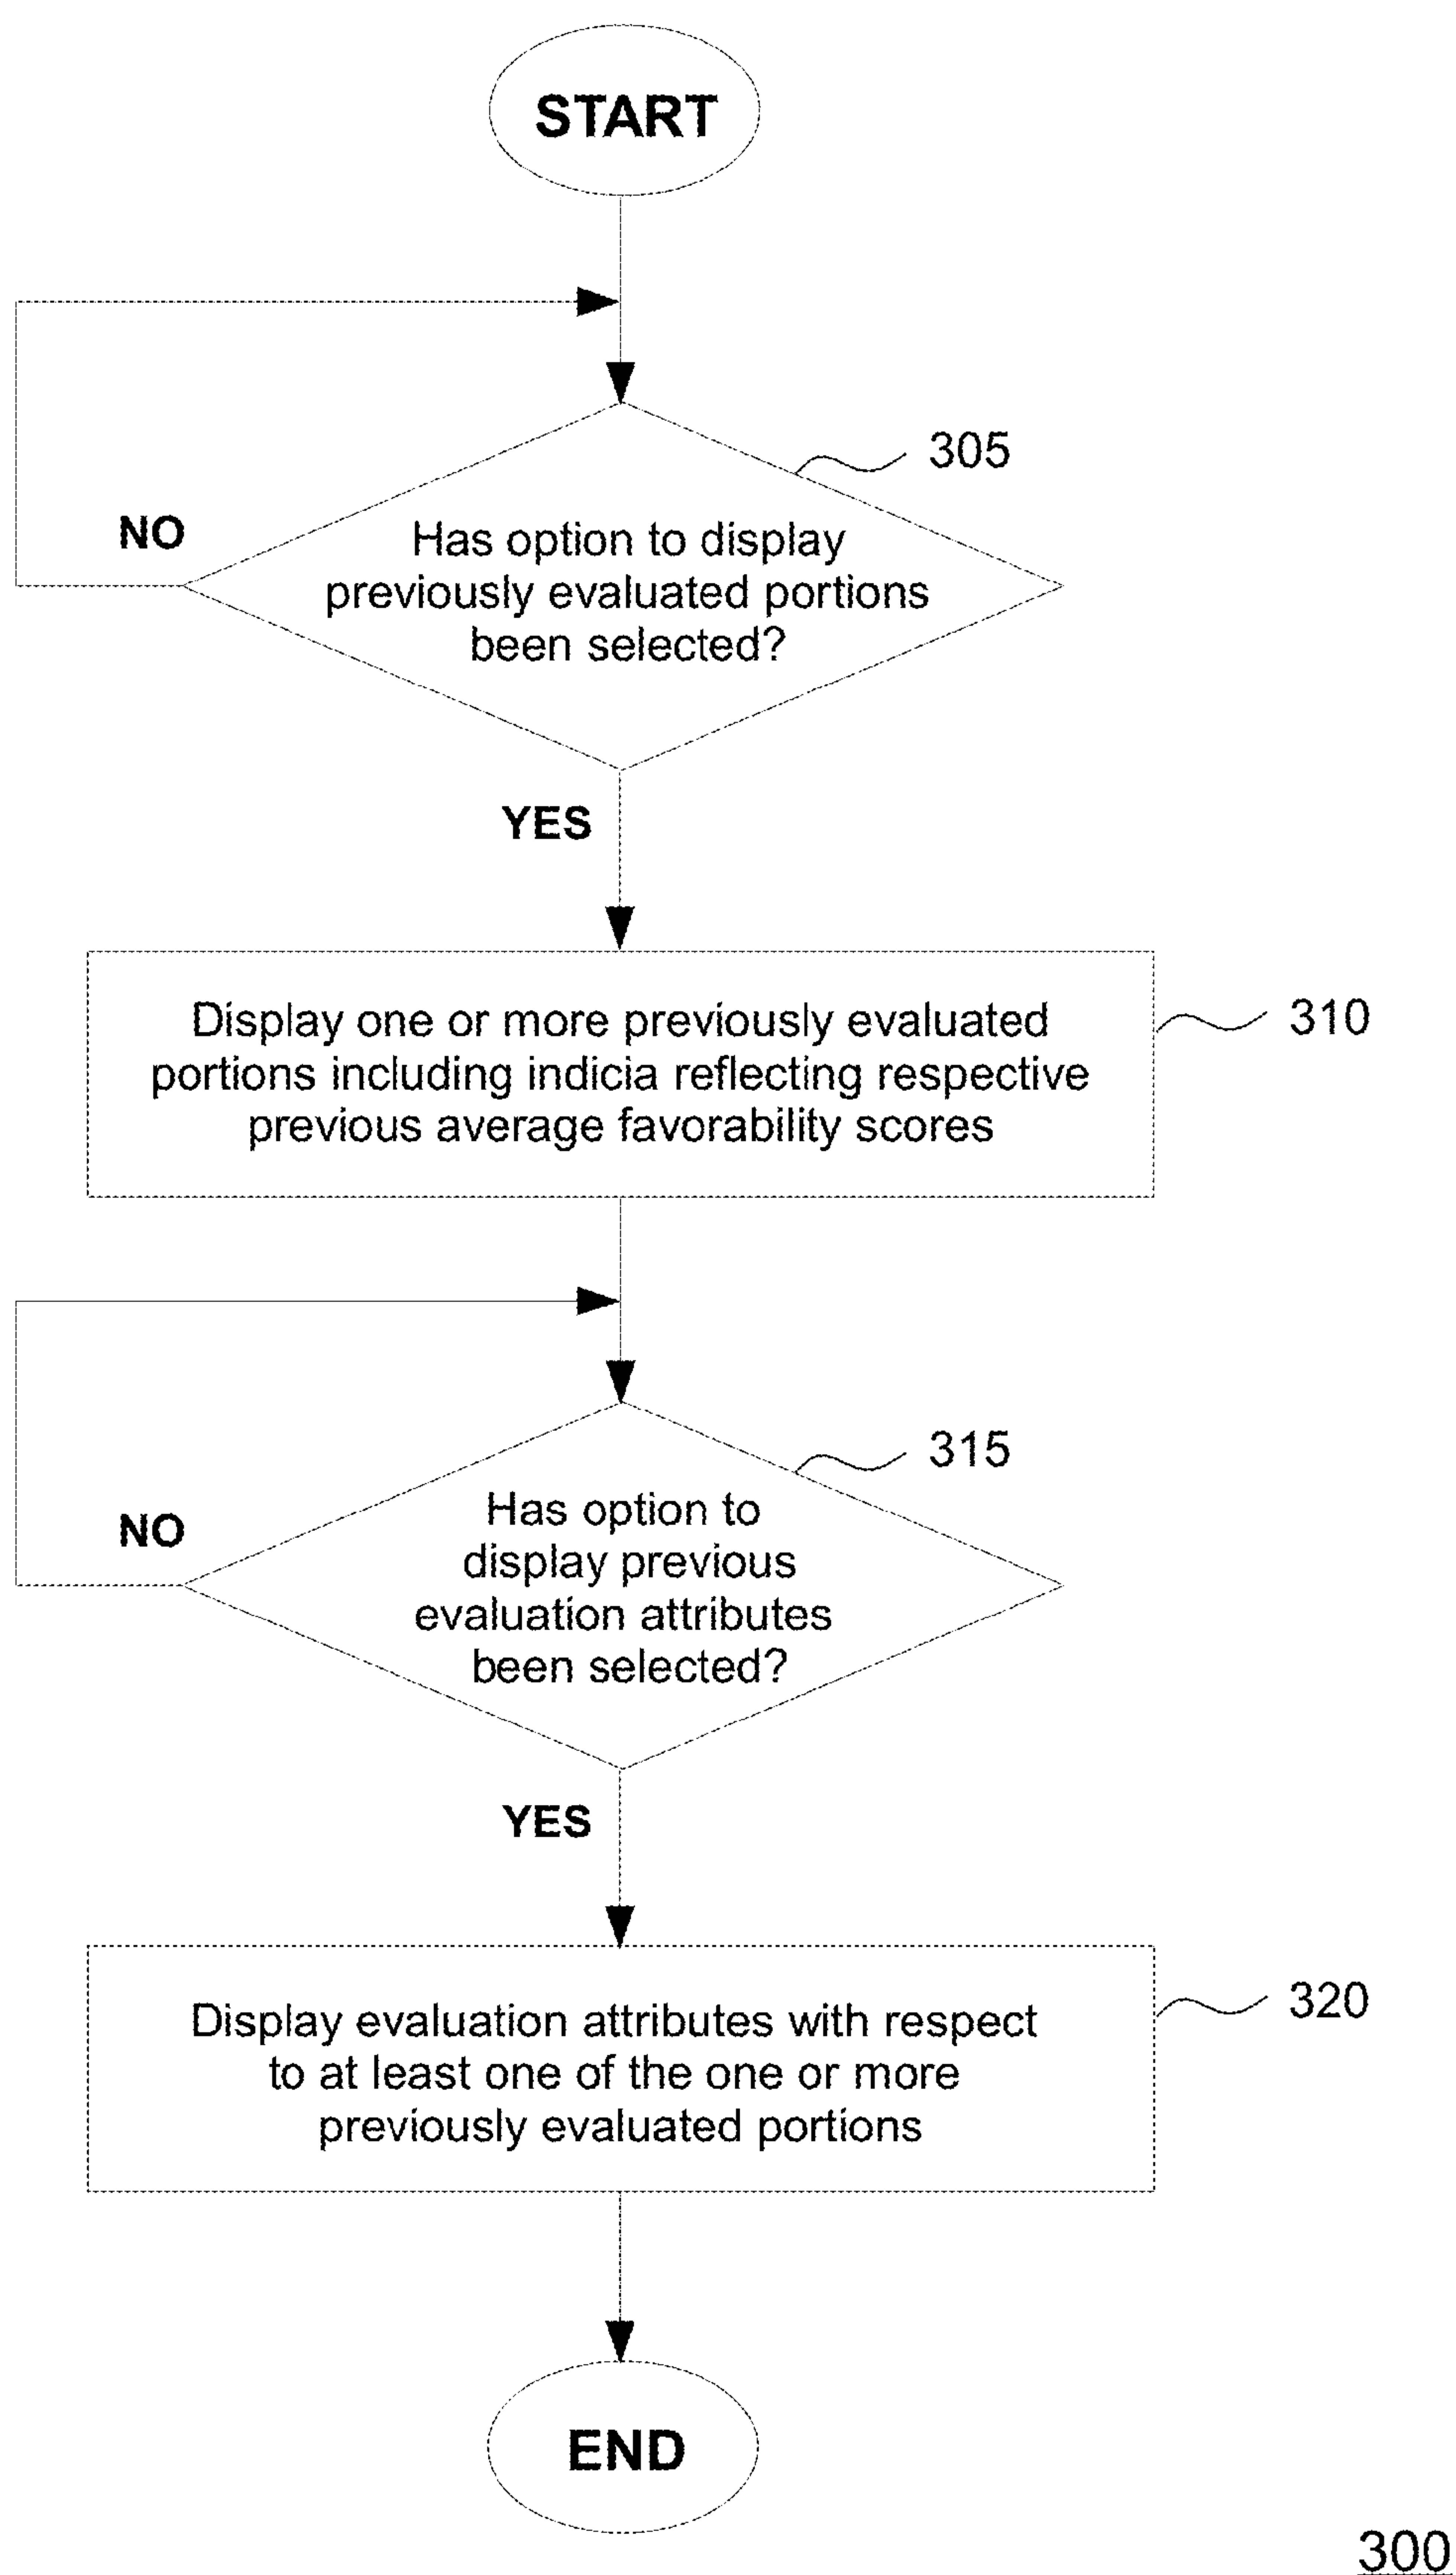 START
305
Has option to display
previously evaluated portions
been selected?
NO
YES
Display one or more previously evaluated
portions including indicia reflecting respective
previous average favorability scores
310
315
Has option to
display previous
evaluation attributes
been selected?
NO
YES
Display evaluation attributes with respect
to at least one of the one or more
previously evaluated portions
320
END
300